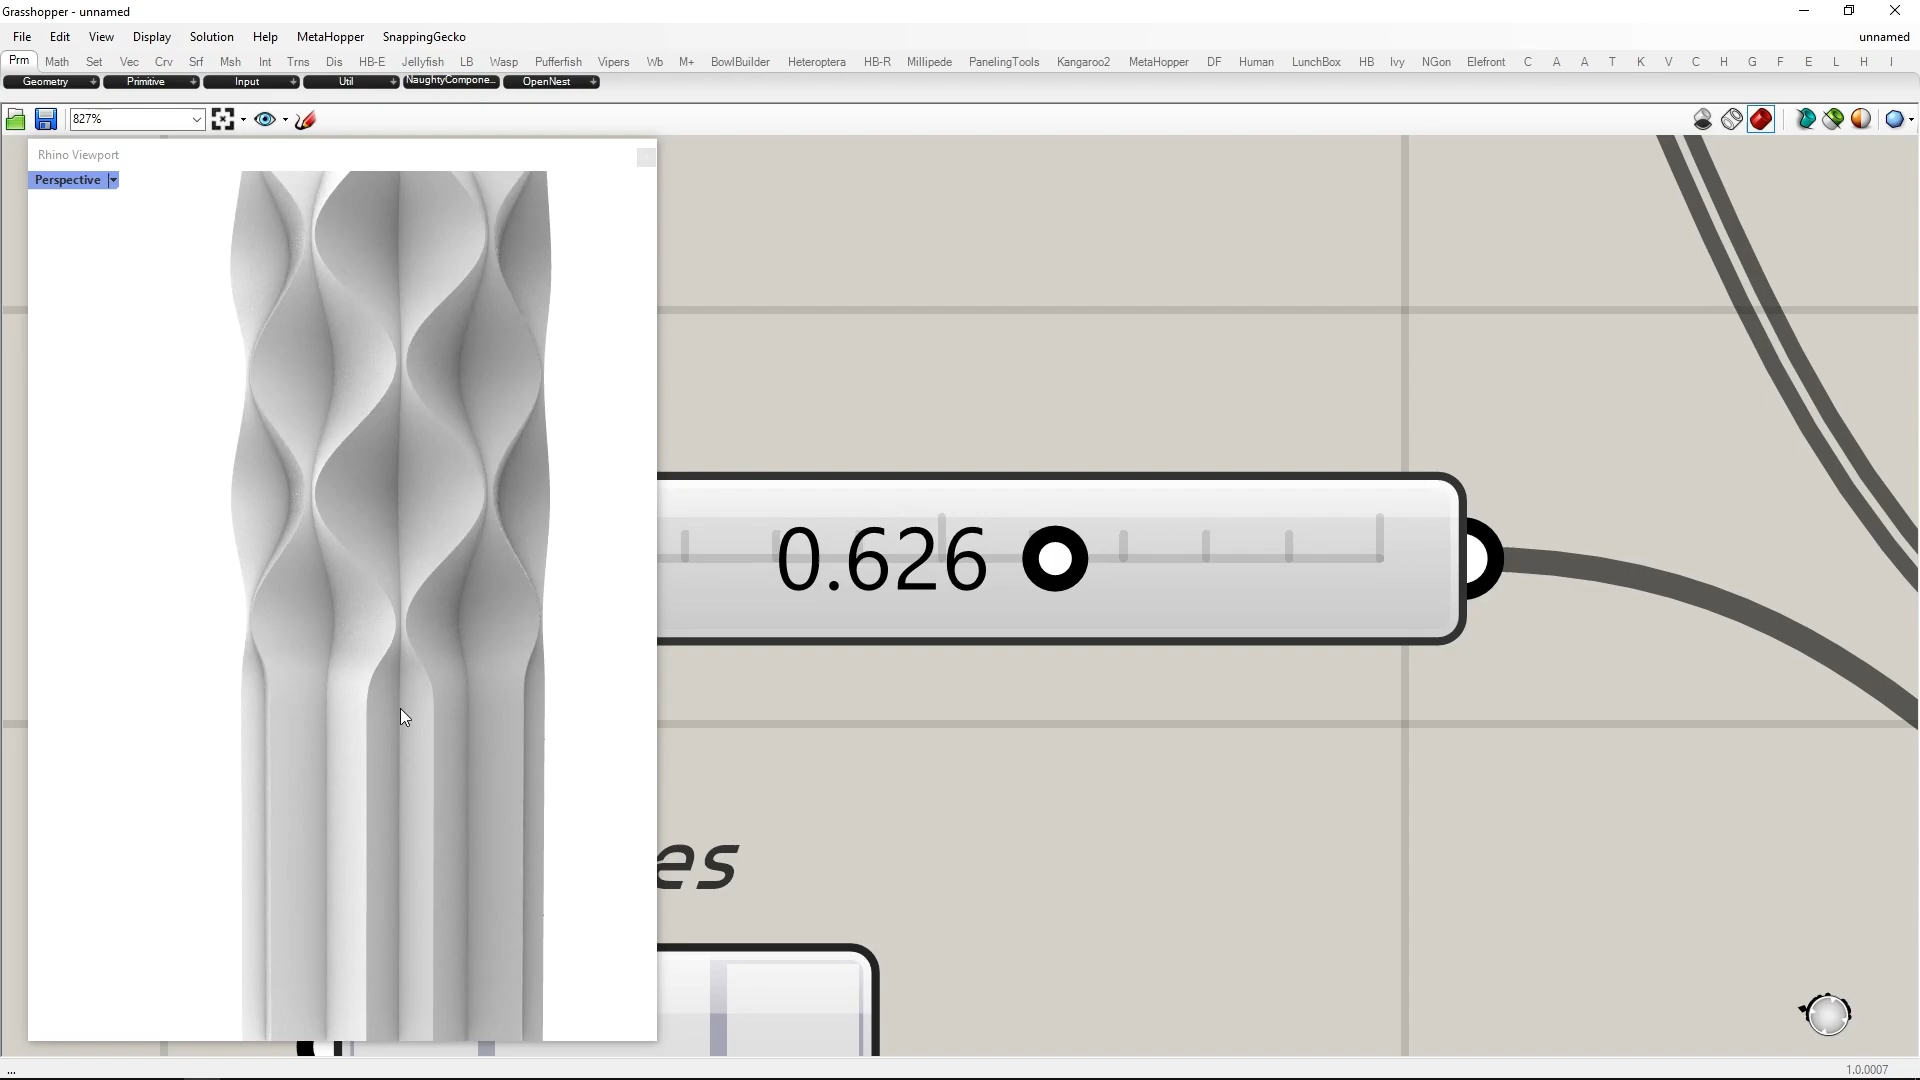 Grasshopper - unnamed
File Edit View Display Solution Help MetaHopper SnappingGecko unnamed
Prm Math Set Vec Crv Srf Msh Int Trns Dis HB-E Jellyfish LB Wasp Pufferfish Vipers Wb M+ BowlBuilder Heteroptera HB-R Millipede PanelingTools Kangaroo2 MetaHopper DF Human LunchBox HB Ivy NGon Elefront C A A T K V C H G F E L H I
Geometry Primitive Input Util NaughtyCompone... OpenNest
827%
Rhino Viewport
Perspective
0.626
es
... 1.0.0007